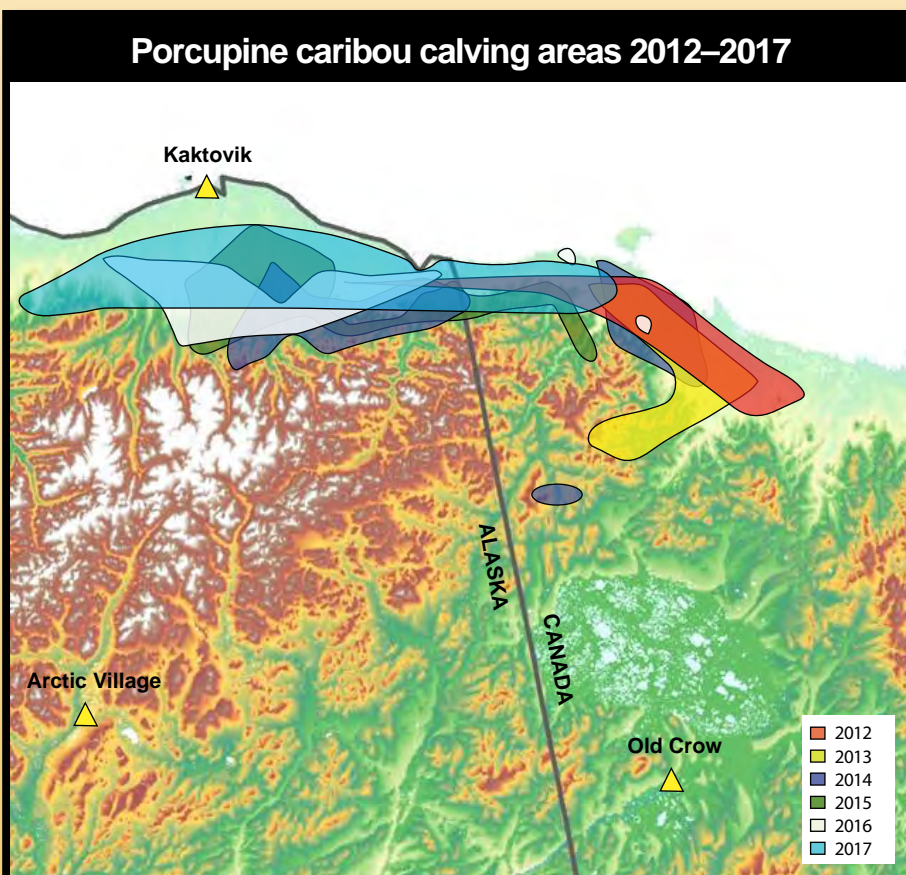 Porcupine caribou calving areas 2012–2017
Kaktovik
ALASKA
CANADA
Arctic Village
Old Crow
2012
2013
2014
2015
2016
2017